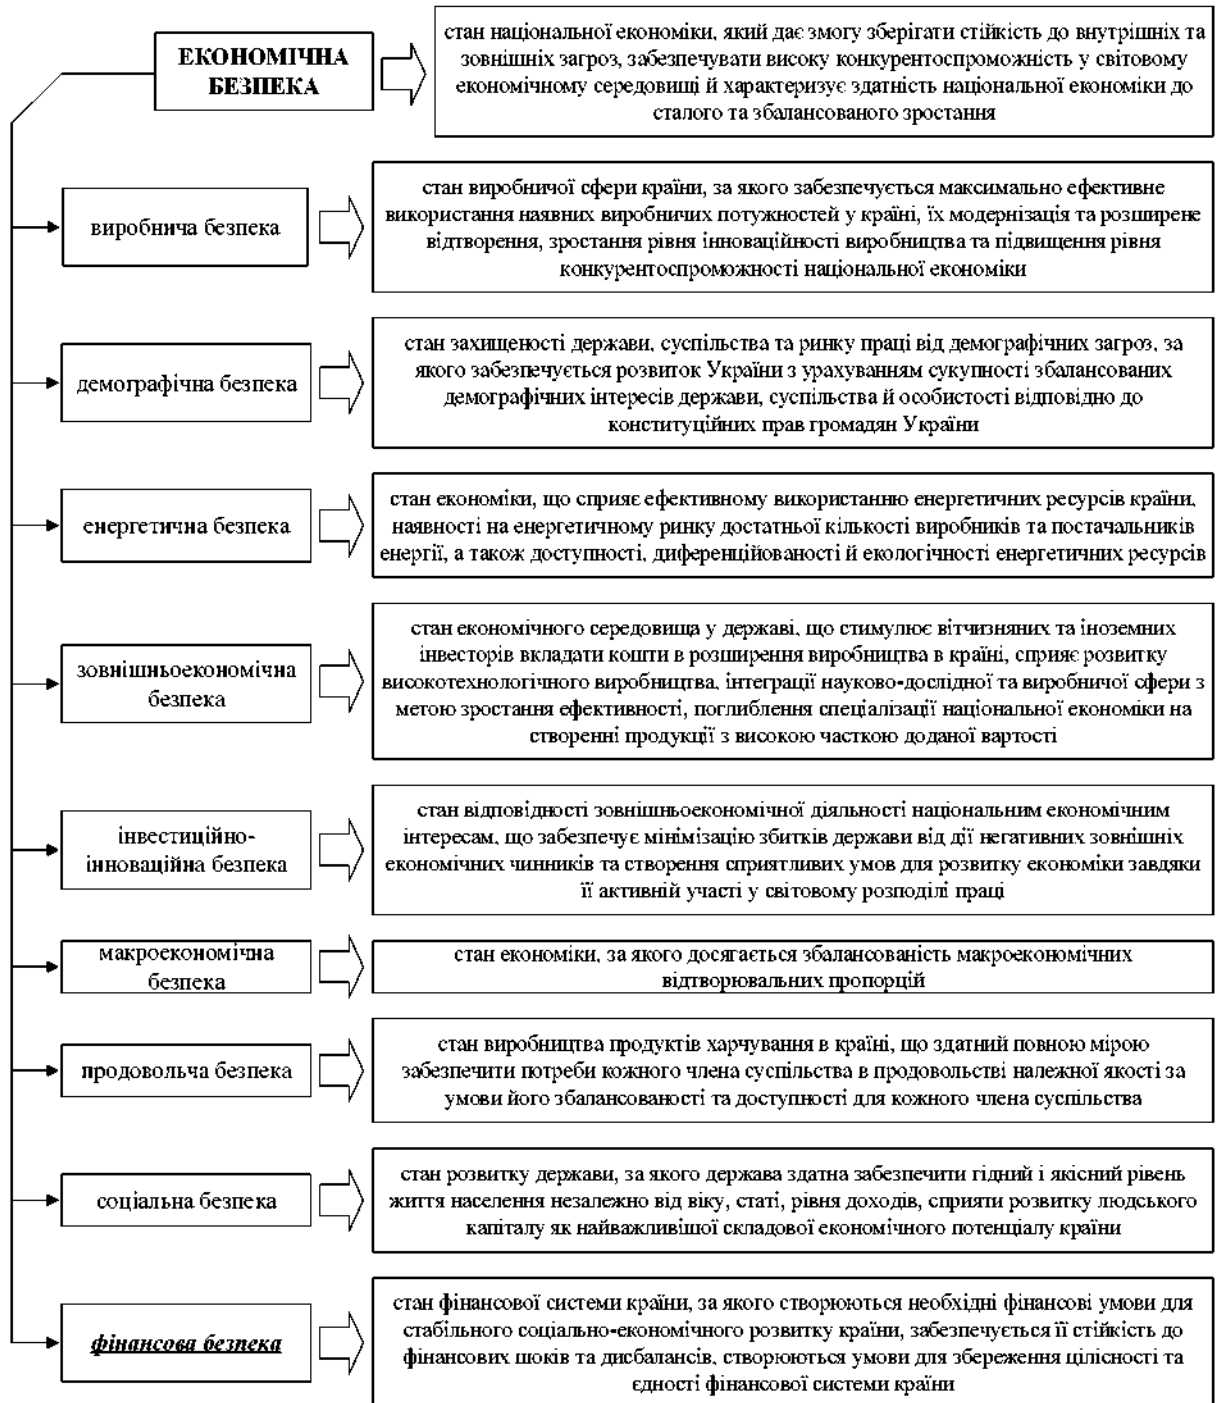 ЕКОНОМІЧНА
БЕЗПЕКА
стан національної економіки, який дає змогу зберігати стійкість до внутрішніх та
зовнішніх загроз, забезпечувати високу конкурентоспроможність у світовому
економічному середовищі й характеризує здатність національної економіки до
сталого та збалансованого зростання
виробнича безпека
стан виробничої сфери країни, за якого забезпечується максимально ефективне
використання наявних виробничих потужностей у країні, їх модернізація та розширене
відтворення, зростання рівня інноваційності виробництва та підвищення рівня
конкурентоспроможності національної економіки
демографічна безпека
стан захищеності держави, суспільства та ринку праці від демографічних загроз, за
якого забезпечується розвиток України з урахуванням сукупності збалансованих
демографічних інтересів держави, суспільства й особистості відповідно до
конституційних прав громадян України
енергетична безпека
стан економіки, що сприяє ефективному використанню енергетичних ресурсів країни,
наявності на енергетичному ринку достатньої кількості виробників та постачальників
енергії, а також доступності, диференційованості й екологічності енергетичних ресурсів
зовнішньоекономічна
безпека
стан економічного середовища у державі, що стимулює вітчизняних та іноземних
інвесторів вкладати кошти в розширення виробництва в країні, сприяє розвитку
високотехнологічного виробництва, інтеграції науково-дослідної та виробничої сфери з
метою зростання ефективності, поглиблення спеціалізації національної економіки на
створенні продукції з високою часткою доданої вартості
інвестиційно-
інноваційна безпека
стан відповідності зовнішньоекономічної діяльності національним економічним
інтересам, що забезпечує мінімізацію збитків держави від дії негативних зовнішніх
економічних чинників та створення сприятливих умов для розвитку економіки завдяки
її активній участі у світовому розподілі праці
макроекономічна
безпека
стан економіки, за якого досягається збалансованість макроекономічних
відтворювальних пропорцій
продовольча безпека
стан виробництва продуктів харчування в країні, що здатний повною мірою
забезпечити потреби кожного члена суспільства в продовольстві належної якості за
умови його збалансованості та доступності для кожного члена суспільства
соціальна безпека
стан розвитку держави, за якого держава здатна забезпечити гідний і якісний рівень
життя населення незалежно від віку, статі, рівня доходів, сприяти розвитку людського
капіталу як найважливішої складової економічного потенціалу країни
фінансова безпека
стан фінансової системи країни, за якого створюються необхідні фінансові умови для
стабільного соціально-економічного розвитку країни, забезпечується її стійкість до
фінансових шоків та дисбалансів, створюються умови для збереження цілісності та
єдності фінансової системи країни